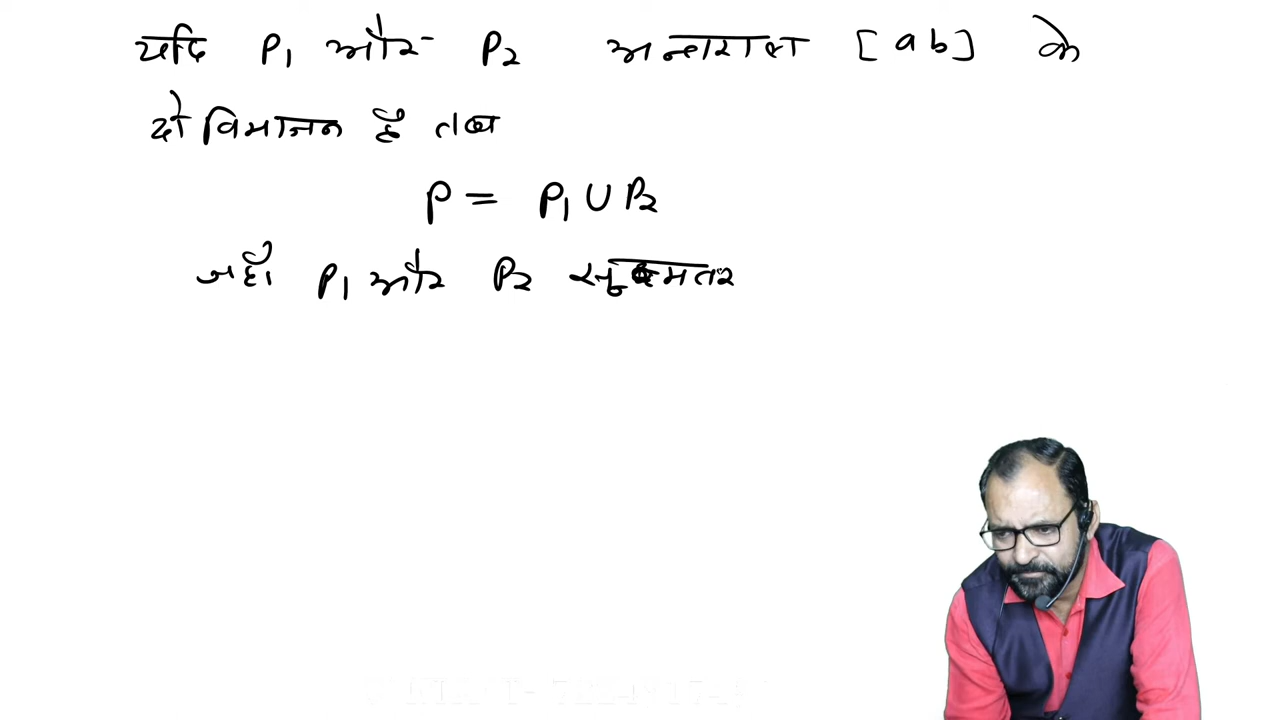 यदि P1 और P2 अन्तराल [a b] के
दो विभाजन है तब
P = P1 ∪ P2
जहाँ P1 और P2 सूक्ष्मतर